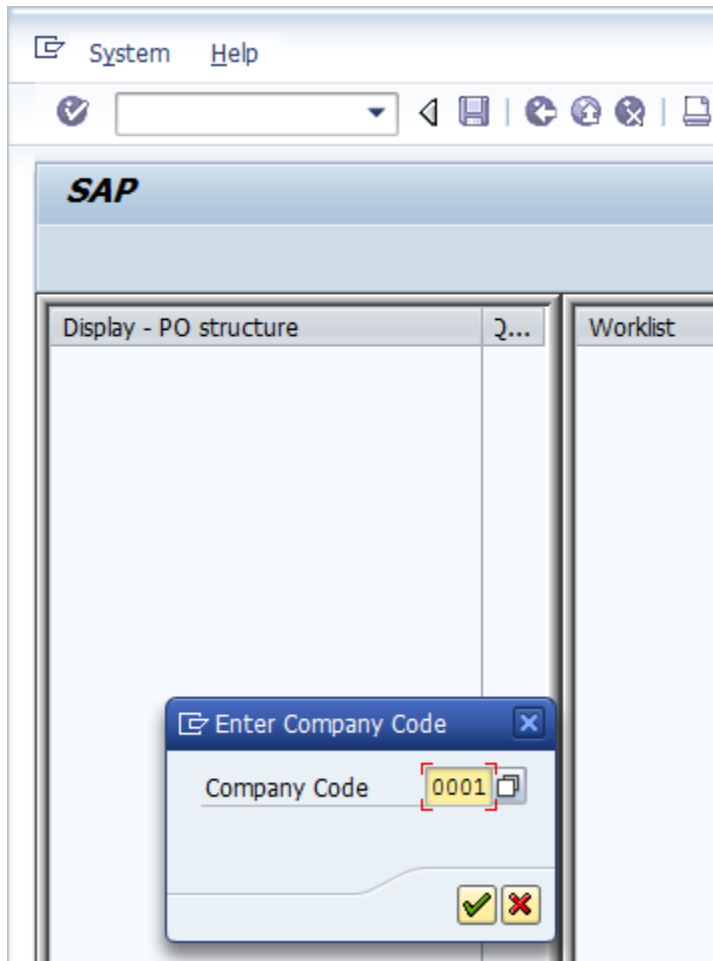 System Help
SAP
Display - PO structure
Worklist
Enter Company Code
Company Code 0001